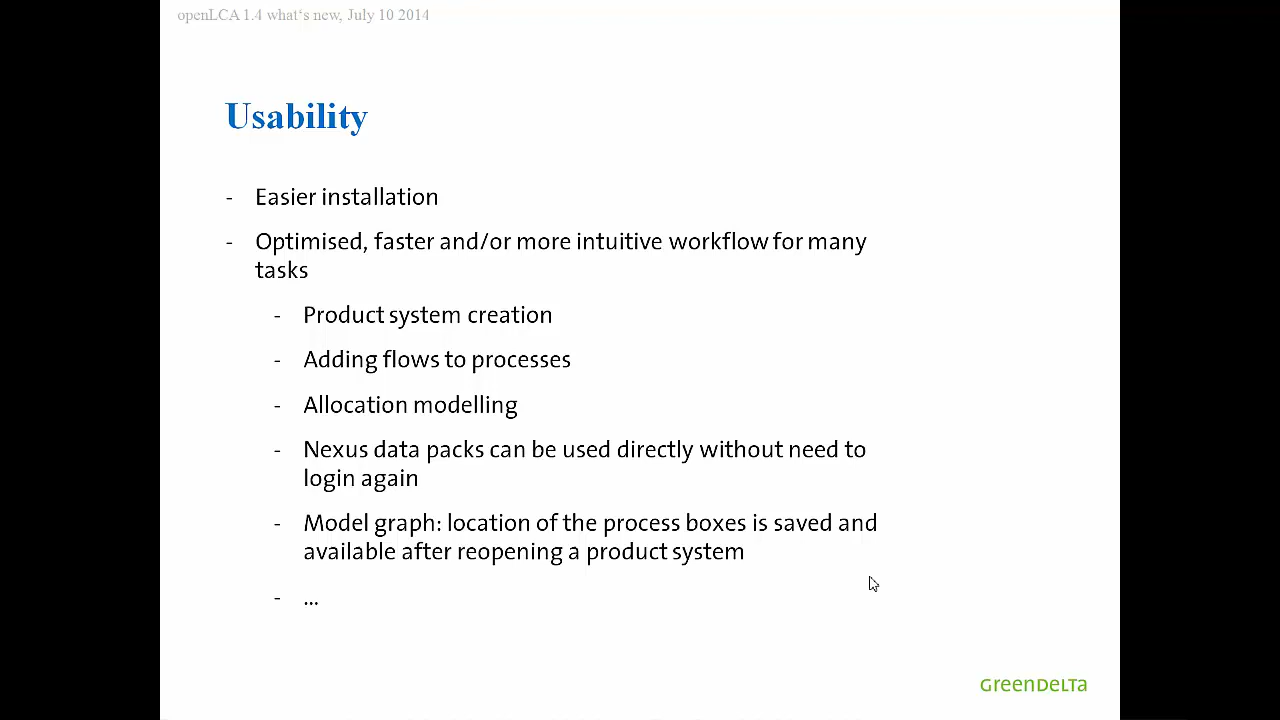 openLCA 1.4 what‘s new, July 10 2014
Usability
- Easier installation
- Optimised, faster and/or more intuitive workflow for many
tasks
- Product system creation
- Adding flows to processes
- Allocation modelling
- Nexus data packs can be used directly without need to
login again
- Model graph: location of the process boxes is saved and
available after reopening a product system
- ...
GreenDelta